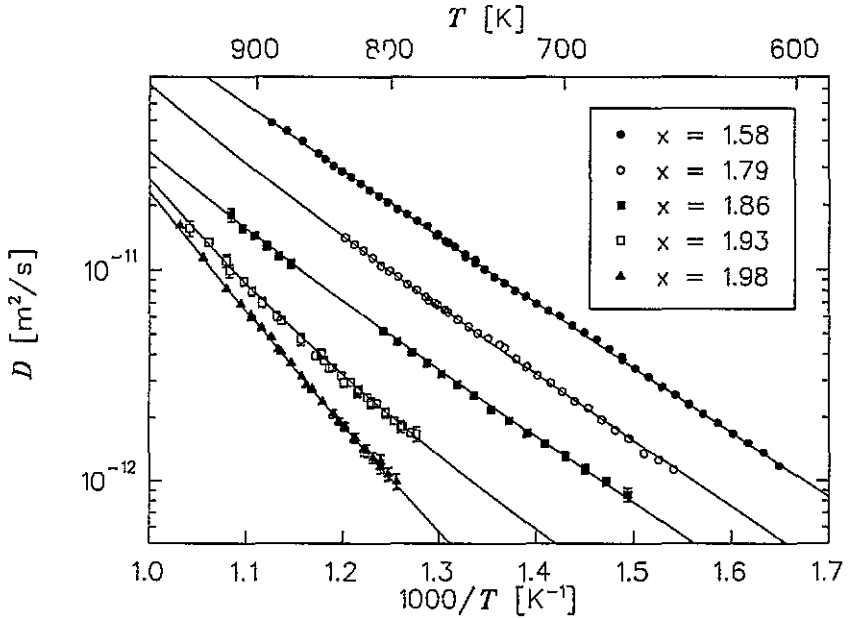 T [K]
900 800 700 600
x = 1.58
x = 1.79
x = 1.86
x = 1.93
x = 1.98
10⁻¹¹
D [m²/s]
10⁻¹²
1.0 1.1 1.2 1.3 1.4 1.5 1.6 1.7
1000/T [K⁻¹]